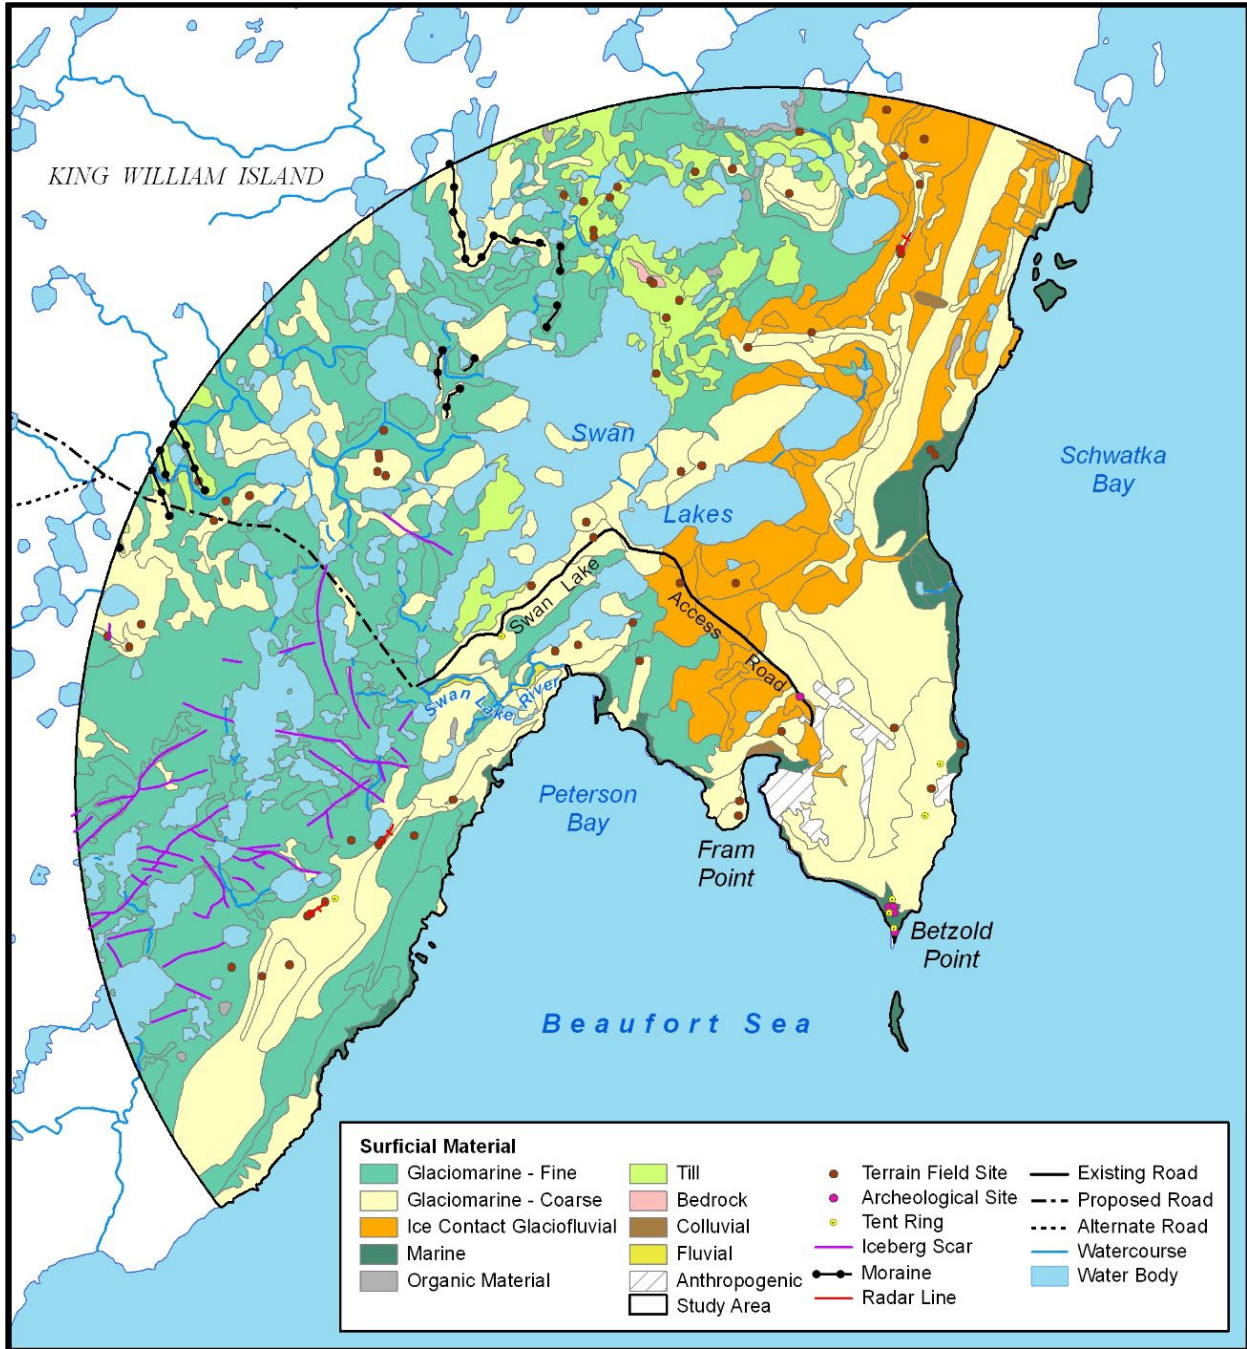 KING WILLIAM ISLAND
Swan
Lakes
Schwatka
Bay
Swan Lake
Access
Road
Swan Lake River
Peterson
Bay
Fram
Point
Betzold
Point
Beaufort Sea
Surficial Material
Glaciomarine - Fine
Glaciomarine - Coarse
Ice Contact Glaciofluvial
Marine
Organic Material
Till
Bedrock
Colluvial
Fluvial
Anthropogenic
Study Area
Terrain Field Site
Archeological Site
Tent Ring
Iceberg Scar
Moraine
Radar Line
Existing Road
Proposed Road
Alternate Road
Watercourse
Water Body